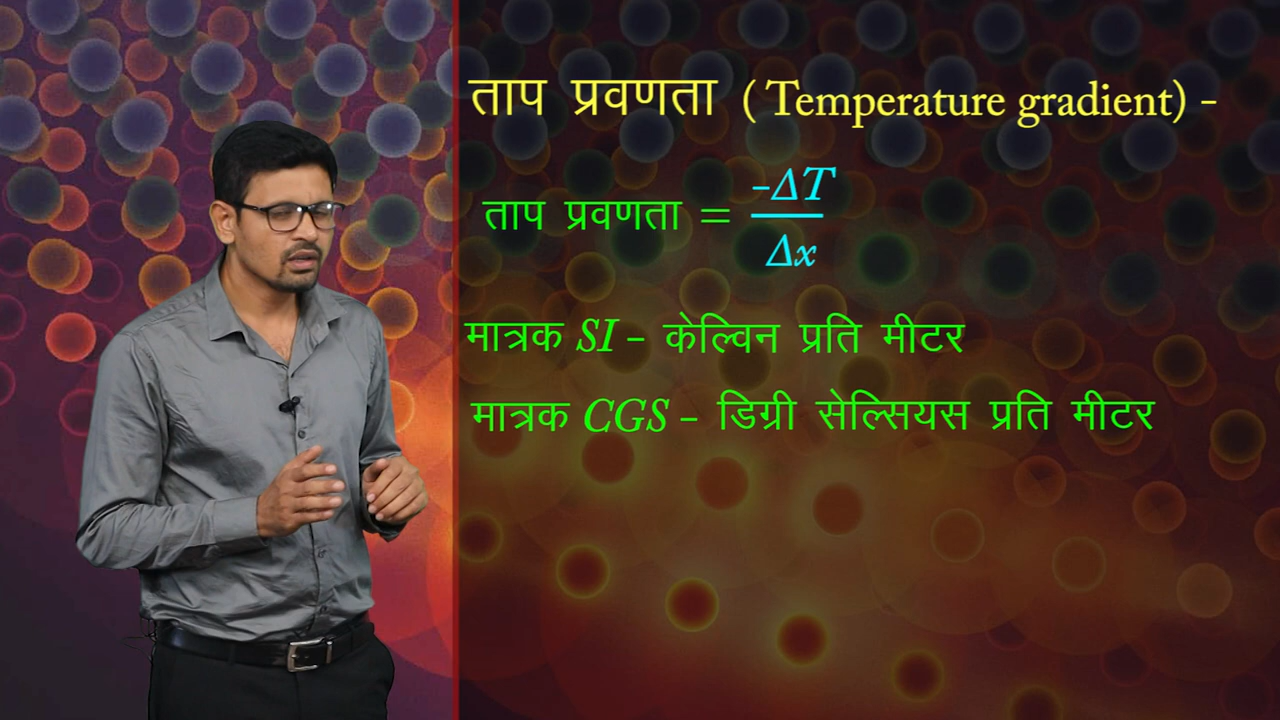 ताप प्रवणता ( Temperature gradient) -
ताप प्रवणता = -ΔT/Δx
मात्रक SI - केल्विन प्रति मीटर
मात्रक CGS - डिग्री सेल्सियस प्रति मीटर